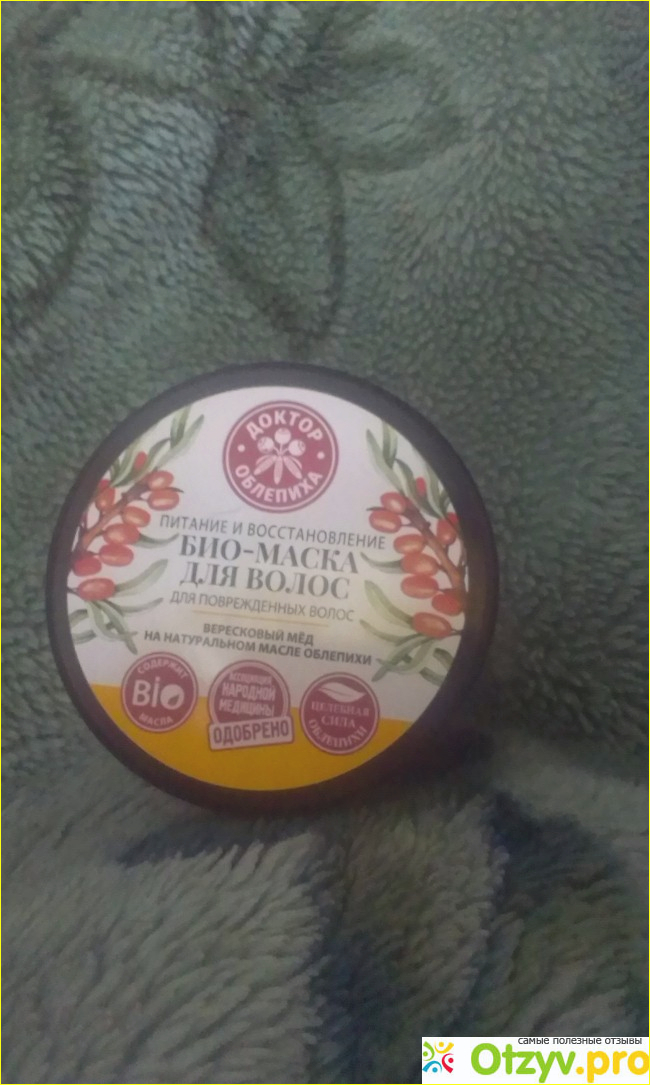 ДОКТОР
ОБЛЕПИХА
ПИТАНИЕ И ВОССТАНОВЛЕНИЕ
БИО-МАСКА
ДЛЯ ВОЛОС
ДЛЯ ПОВРЕЖДЕННЫХ ВОЛОС
ВЕРЕСКОВЫЙ МЁД
НА НАТУРАЛЬНОМ МАСЛЕ ОБЛЕПИХИ
СОДЕРЖИТ
BIO
МАСЛА
АССОЦИАЦИЯ
НАРОДНОЙ
МЕДИЦИНЫ
ОДОБРЕНО
ЦЕЛЕБНАЯ
СИЛА
ОБЛЕПИХИ
самые полезные отзывы
Otzyv.pro